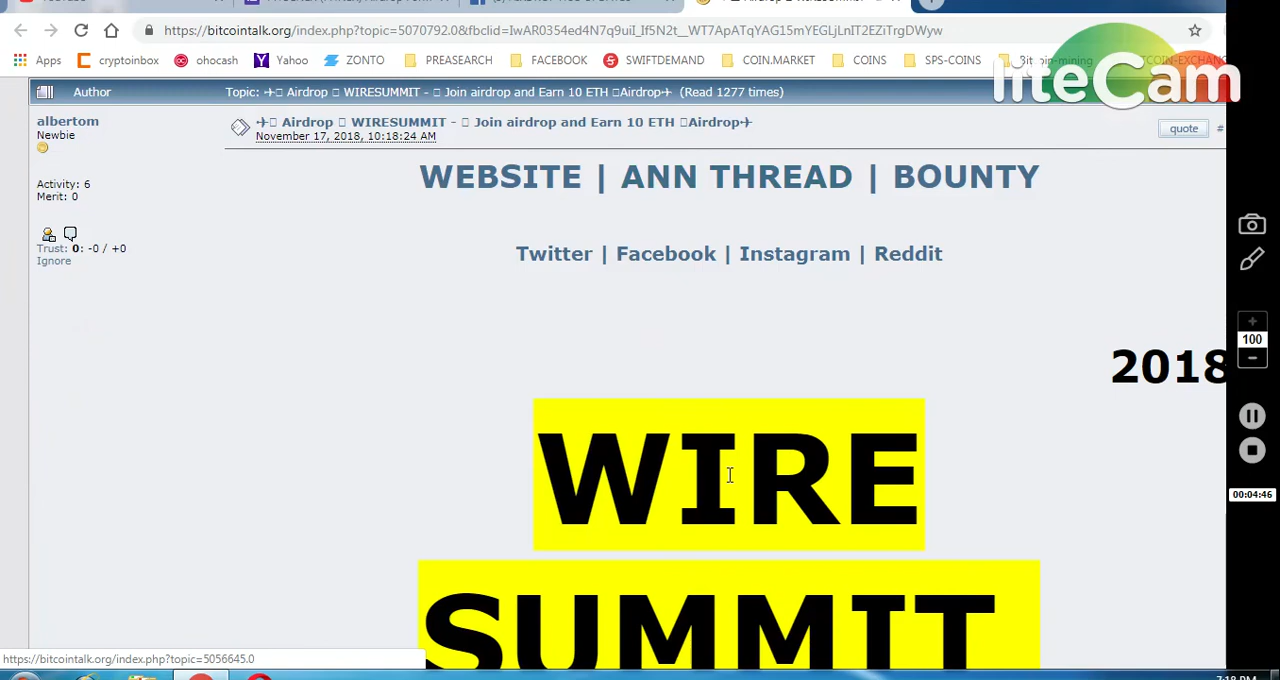 https://bitcointalk.org/index.php?topic=5070792.0&fbclid=IwAR0354ed4N7q9uiI_If5N2t__WT7ApATqYAG15mYEGLjLnIT2EZiTrgDWyw
Apps cryptoinbox ohocash Yahoo ZONTO PREASEARCH FACEBOOK SWIFTDEMAND COIN.MARKET COINS SPS-COINS
liteCam
Author Topic: ✈ Airdrop WIRESUMMIT - Join airdrop and Earn 10 ETH Airdrop✈ (Read 1277 times)
albertom
Newbie
✈ Airdrop WIRESUMMIT - Join airdrop and Earn 10 ETH Airdrop✈
November 17, 2018, 10:18:24 AM
quote #
Activity: 6
Merit: 0
Trust: 0: -0 / +0
Ignore
WEBSITE | ANN THREAD | BOUNTY
Twitter | Facebook | Instagram | Reddit
2018
WIRE
SUMMIT
100
00:04:46
https://bitcointalk.org/index.php?topic=5056645.0
7:18 PM